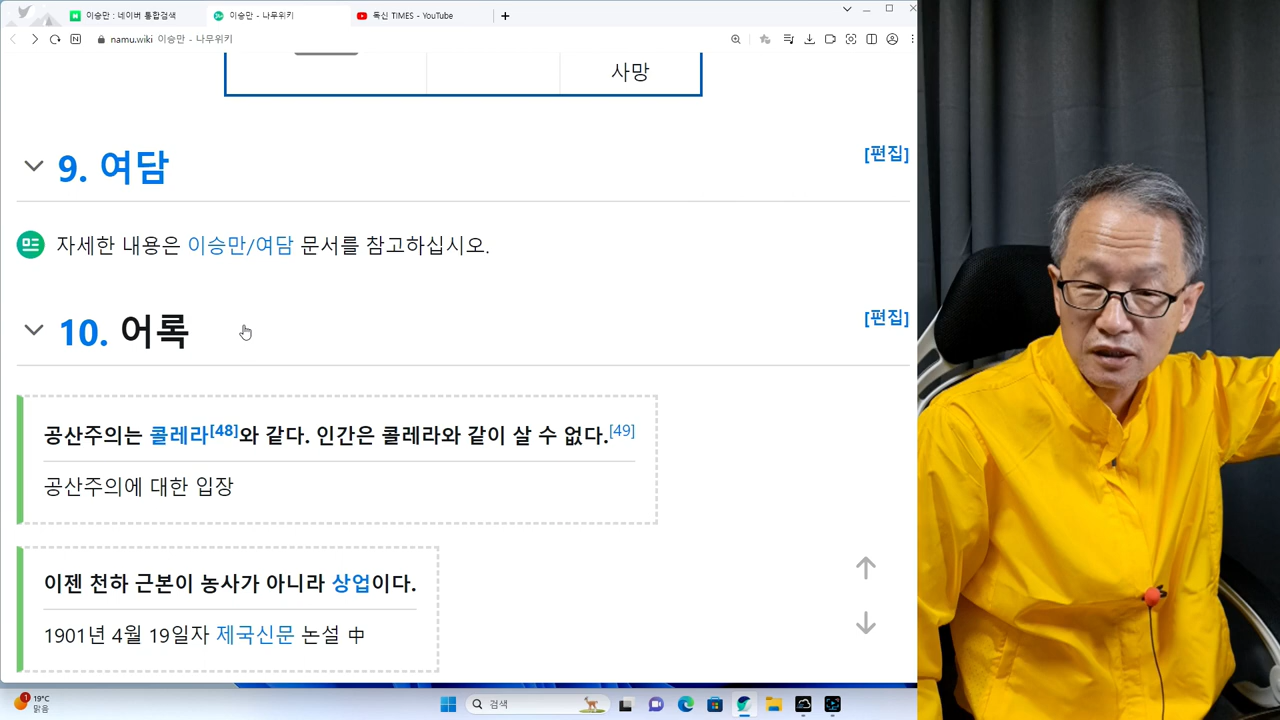 이승만 : 네이버 통합검색
이승만 - 나무위키
독신 TIMES - YouTube
namu.wiki 이승만 - 나무위키
사망
9. 여담
[편집]
자세한 내용은 이승만/여담 문서를 참고하십시오.
10. 어록
[편집]
공산주의는 콜레라[48]와 같다. 인간은 콜레라와 같이 살 수 없다.[49]
공산주의에 대한 입장
이젠 천하 근본이 농사가 아니라 상업이다.
1901년 4월 19일자 제국신문 논설 中
1
19°C
맑음
검색